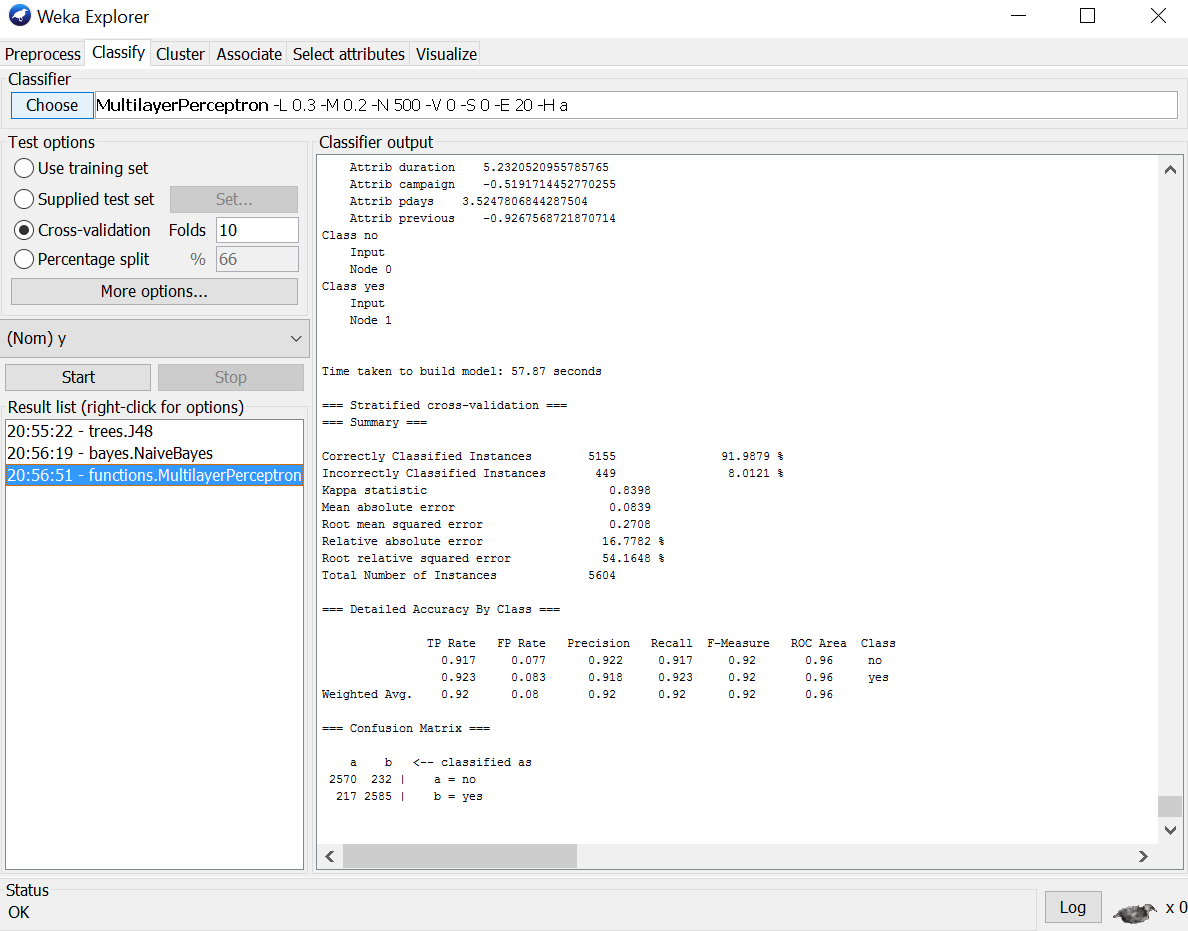 Weka Explorer
Preprocess Classify Cluster Associate Select attributes Visualize
Classifier
Choose MultilayerPerceptron -L 0.3 -M 0.2 -N 500 -V 0 -S 0 -E 20 -H a
Test options
Use training set
Supplied test set Set...
Cross-validation Folds 10
Percentage split % 66
More options...
(Nom) y
Start Stop
Result list (right-click for options)
20:55:22 - trees.J48
20:56:19 - bayes.NaiveBayes
20:56:51 - functions.MultilayerPerceptron
Classifier output
Attrib duration 5.2320520955785765
Attrib campaign -0.5191714452770255
Attrib pdays 3.5247806844287504
Attrib previous -0.9267568721870714
Class no
Input
Node 0
Class yes
Input
Node 1
Time taken to build model: 57.87 seconds
=== Stratified cross-validation ===
=== Summary ===
Correctly Classified Instances 5155 91.9879 %
Incorrectly Classified Instances 449 8.0121 %
Kappa statistic 0.8398
Mean absolute error 0.0839
Root mean squared error 0.2708
Relative absolute error 16.7782 %
Root relative squared error 54.1648 %
Total Number of Instances 5604
=== Detailed Accuracy By Class ===
TP Rate FP Rate Precision Recall F-Measure ROC Area Class
0.917 0.077 0.922 0.917 0.92 0.96 no
0.923 0.083 0.918 0.923 0.92 0.96 yes
Weighted Avg. 0.92 0.08 0.92 0.92 0.92 0.96
=== Confusion Matrix ===
a b <-- classified as
2570 232 | a = no
217 2585 | b = yes
Status
OK
Log x 0